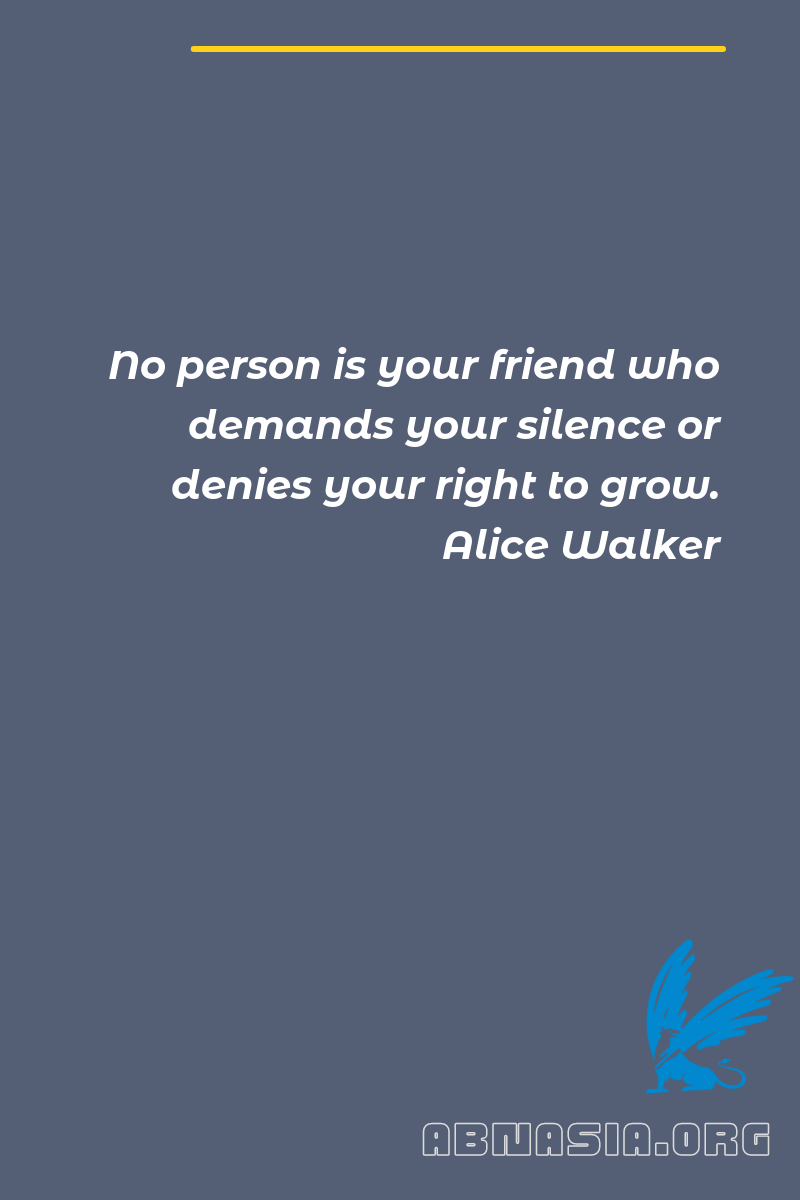 No person is your friend who
demands your silence or
denies your right to grow.
Alice Walker
ABNASIA.ORG